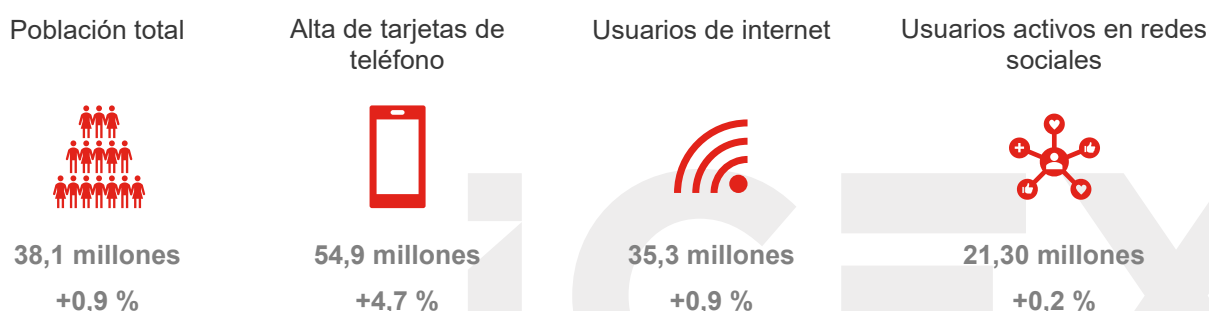 Población total
Alta de tarjetas de
teléfono
Usuarios de internet
Usuarios activos en redes
sociales
38,1 millones
54,9 millones
35,3 millones
21,30 millones
+0,9 %
+4,7 %
+0,9 %
+0,2 %
iCEX